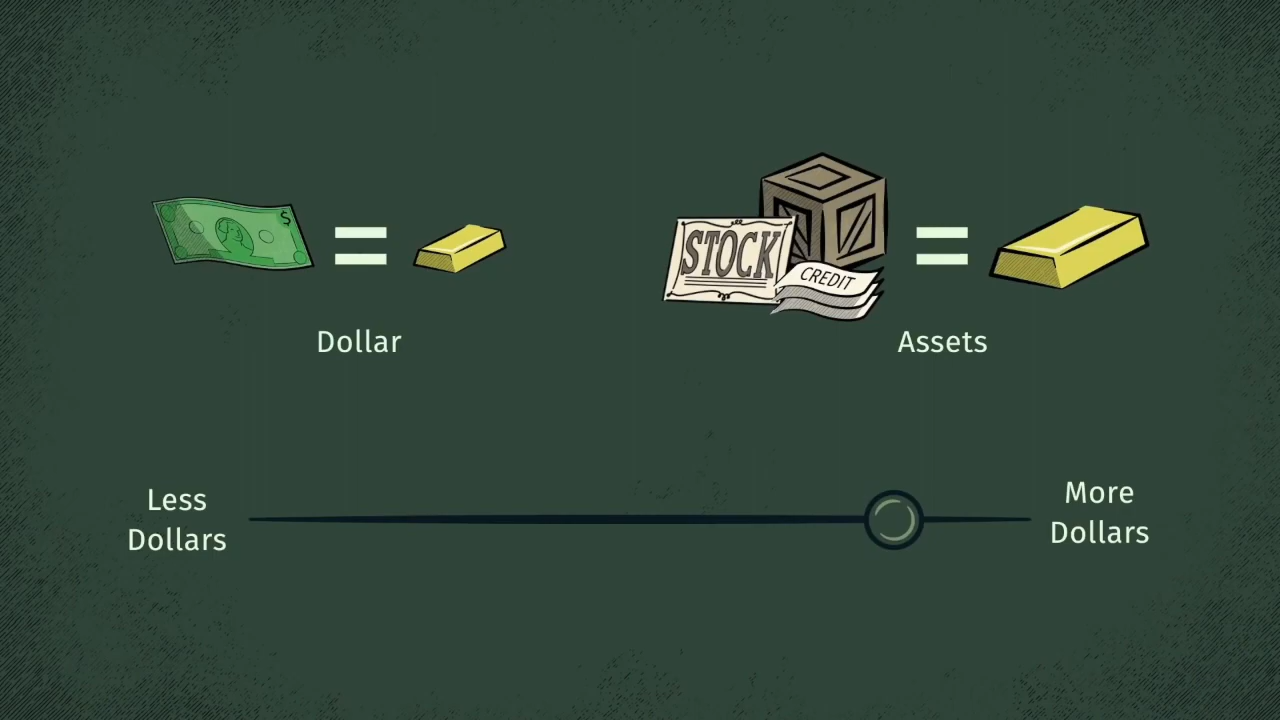 $
STOCK
CREDIT
Dollar
Assets
Less
Dollars
More
Dollars